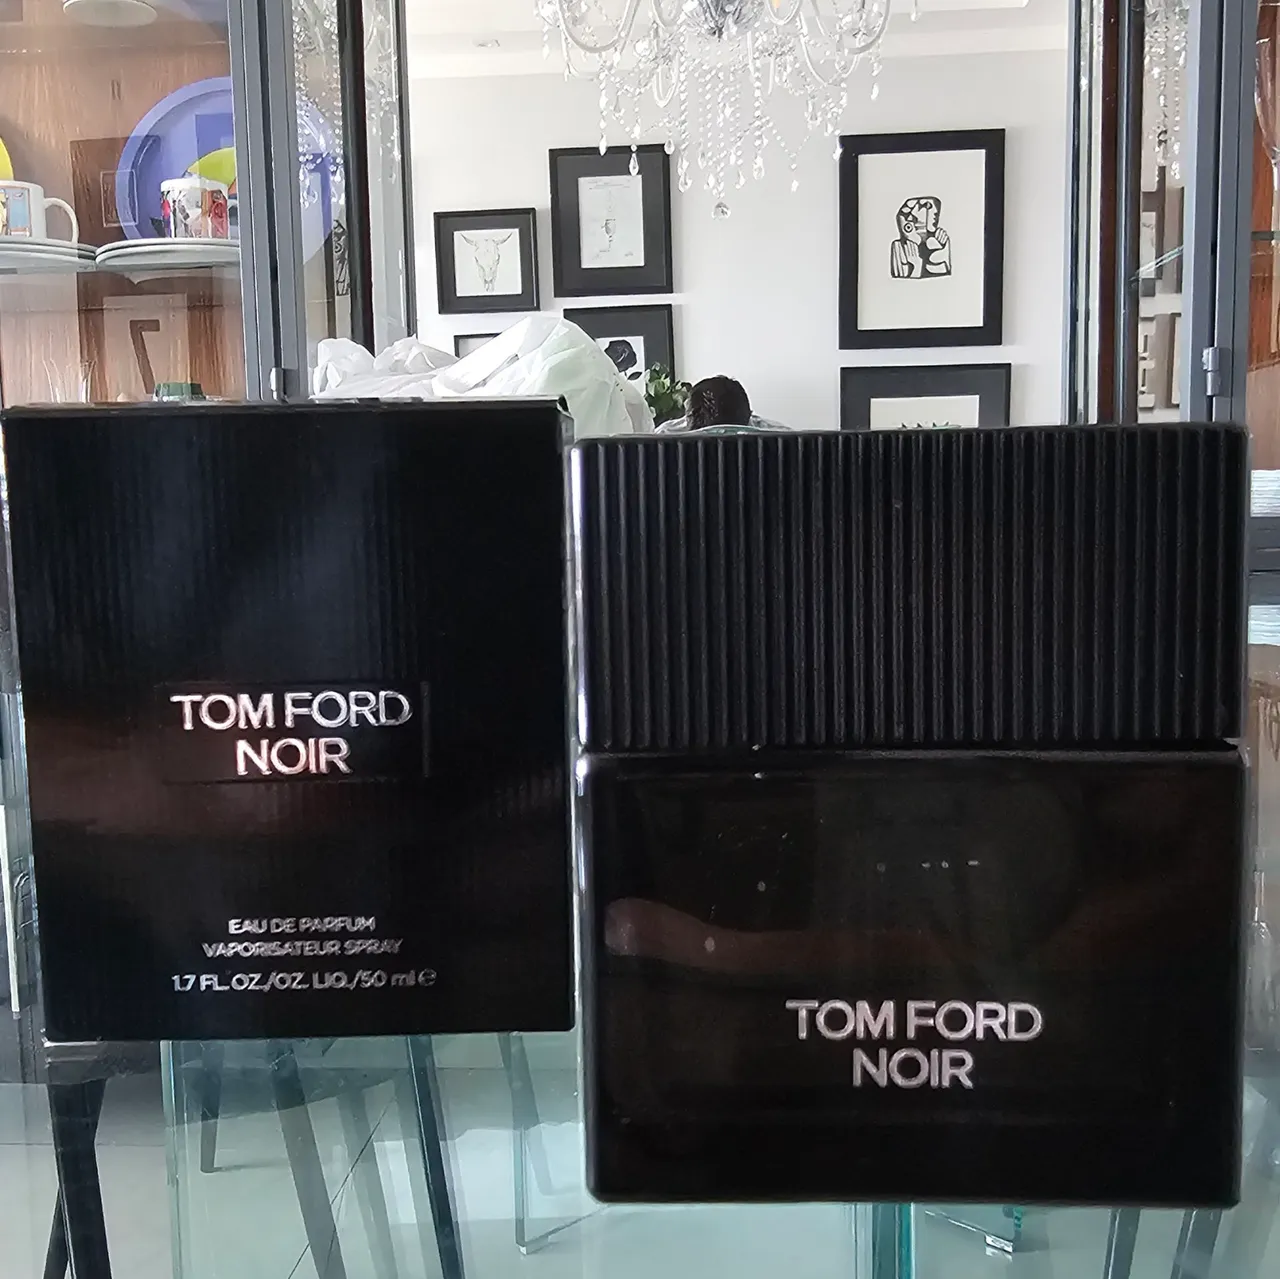 TOM FORD
NOIR
EAU DE PARFUM
VAPORISATEUR SPRAY
1.7 FL.OZ./OZ. LIQ./50 ml ℮
TOM FORD
NOIR